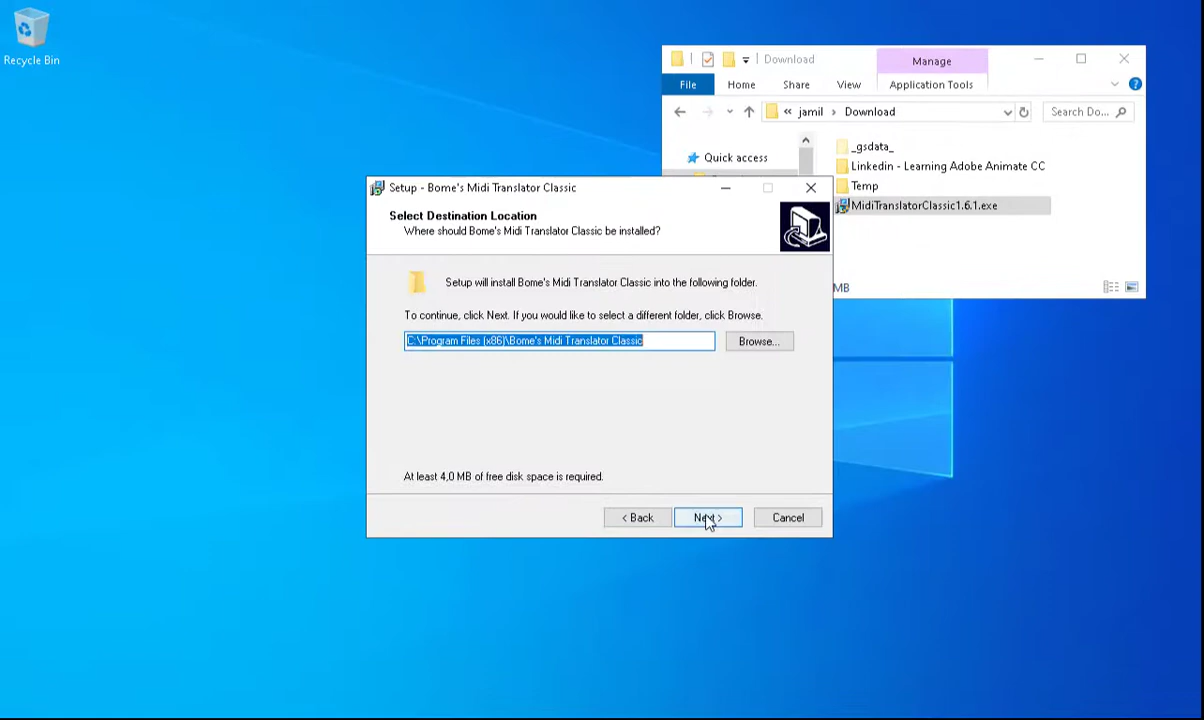 Recycle Bin
Download
Manage
File
Home
Share
View
Application Tools
« jamil › Download
Search Do...
Quick access
_gsdata_
Linkedin - Learning Adobe Animate CC
Temp
MidiTranslatorClassic1.6.1.exe
MB
Setup - Bome's Midi Translator Classic
Select Destination Location
Where should Bome's Midi Translator Classic be installed?
Setup will install Bome's Midi Translator Classic into the following folder.
To continue, click Next. If you would like to select a different folder, click Browse.
C:\Program Files (x86)\Bome's Midi Translator Classic
Browse...
At least 4,0 MB of free disk space is required.
< Back
Next >
Cancel